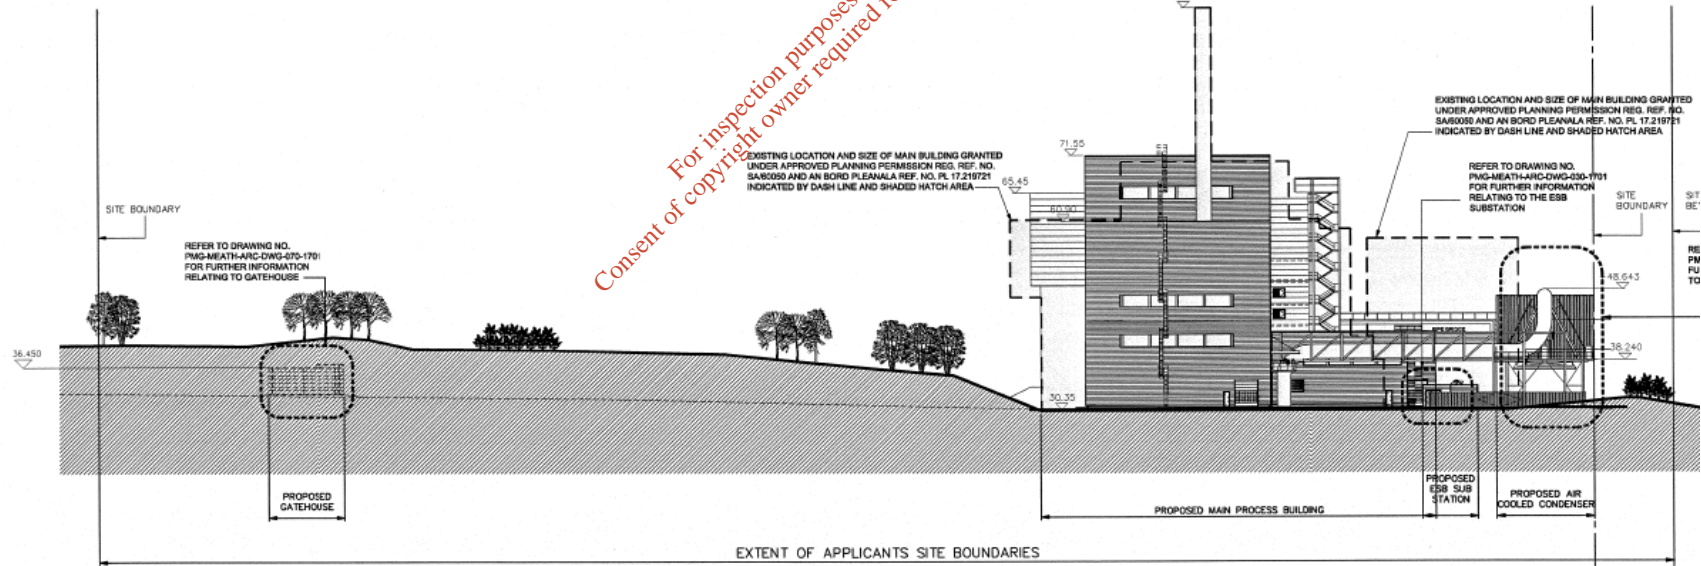 For inspection purposes
Consent of copyright owner required
SITE BOUNDARY
REFER TO DRAWING NO.
PMG-MEATH-ARC-DWG-070-1701
FOR FURTHER INFORMATION
RELATING TO GATEHOUSE
36.450
EXISTING LOCATION AND SIZE OF MAIN BUILDING GRANTED
UNDER APPROVED PLANNING PERMISSION REG. REF. NO.
SA/60050 AND AN BORD PLEANALA REF. NO. PL 17.219721
INDICATED BY DASH LINE AND SHADED HATCH AREA
71.55
65.45
60.90
30.35
EXISTING LOCATION AND SIZE OF MAIN BUILDING GRANTED
UNDER APPROVED PLANNING PERMISSION REG. REF. NO.
SA/60050 AND AN BORD PLEANALA REF. NO. PL 17.219721
INDICATED BY DASH LINE AND SHADED HATCH AREA
REFER TO DRAWING NO.
PMG-MEATH-ARC-DWG-030-1701
FOR FURTHER INFORMATION
RELATING TO THE ESB
SUBSTATION
SITE
BOUNDARY
48.643
38.240
PROPOSED
GATEHOUSE
PROPOSED MAIN PROCESS BUILDING
PROPOSED
ESB SUB
STATION
PROPOSED AIR
COOLED CONDENSER
EXTENT OF APPLICANTS SITE BOUNDARIES